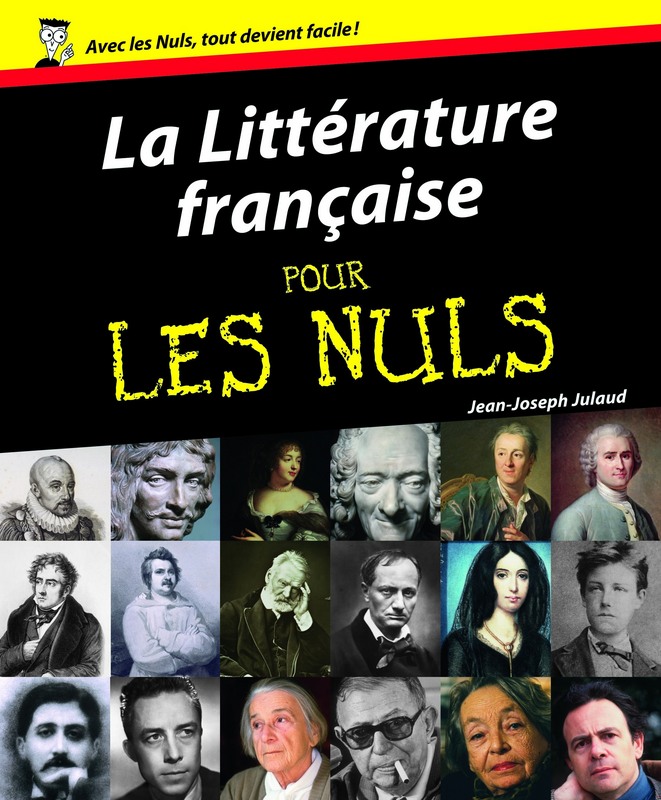 Avec les Nuls, tout devient facile !
La Littérature
française
POUR
LES NULS
Jean-Joseph Julaud